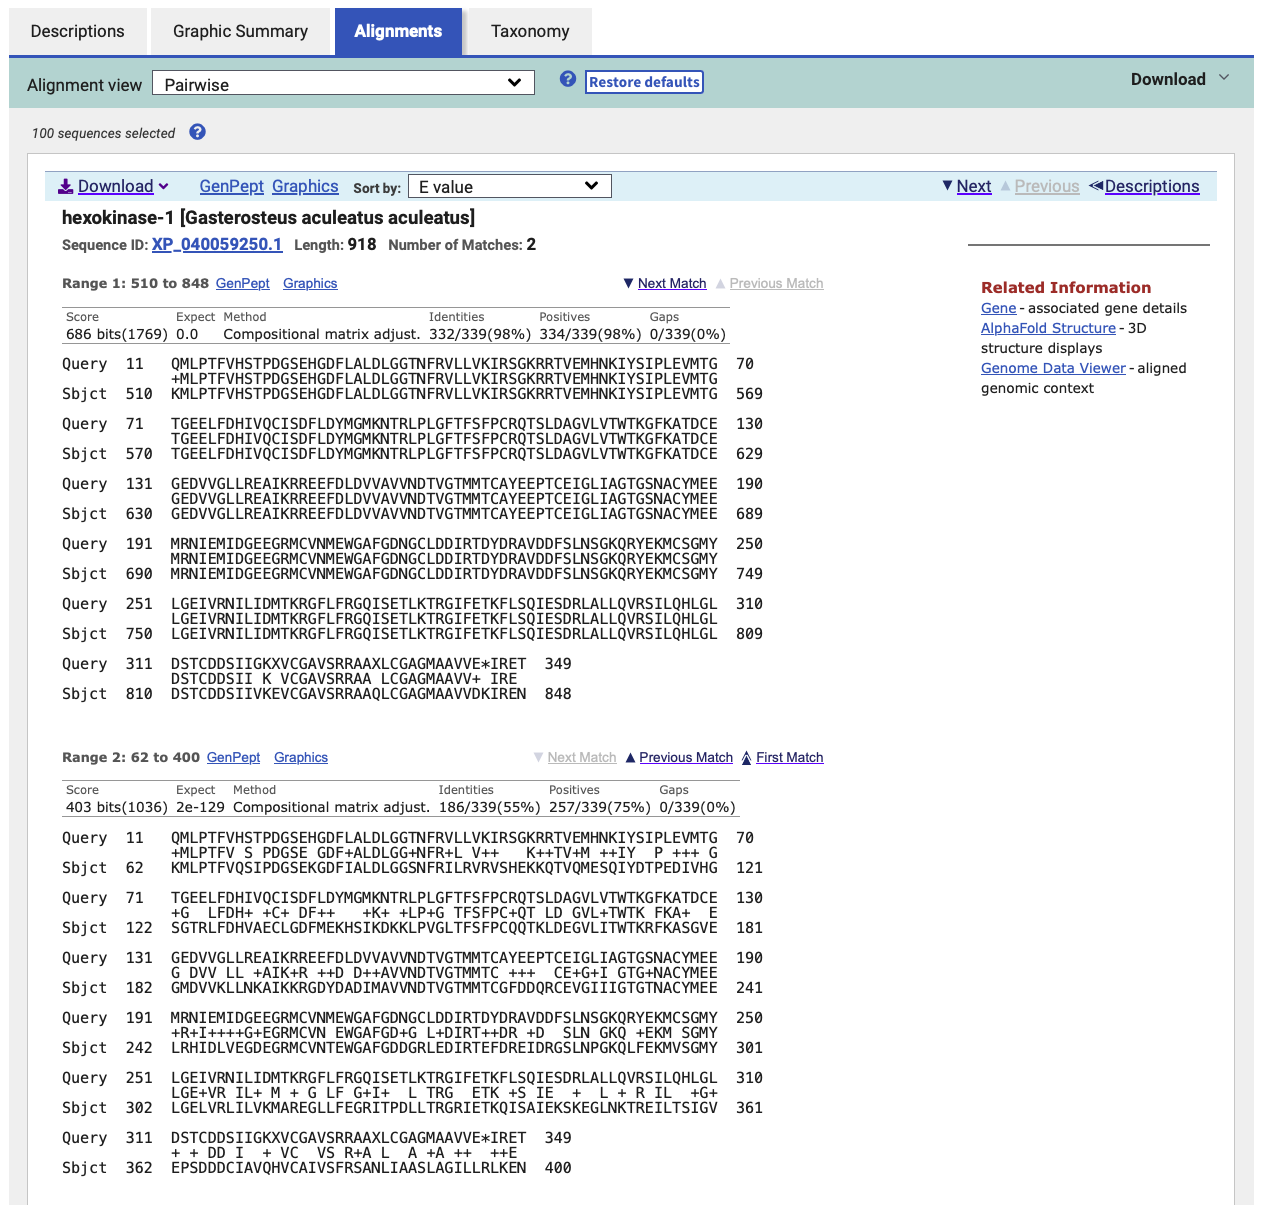 Descriptions Graphic Summary Alignments Taxonomy
Alignment view Pairwise ? Restore defaults Download
100 sequences selected ?
Download GenPept Graphics Sort by: E value Next Previous Descriptions
hexokinase-1 [Gasterosteus aculeatus aculeatus]
Sequence ID: XP_040059250.1 Length: 918 Number of Matches: 2
Range 1: 510 to 848 GenPept Graphics Next Match Previous Match
Related Information
Gene - associated gene details
AlphaFold Structure - 3D
structure displays
Genome Data Viewer - aligned
genomic context
Score Expect Method Identities Positives Gaps
686 bits(1769) 0.0 Compositional matrix adjust. 332/339(98%) 334/339(98%) 0/339(0%)
Query 11 QMLPTFVHSTPDGSEHGDFLALDLGGTNFRVLLVKIRSGKRRTVEMHNKIYSIPLEVMTG 70
+MLPTFVHSTPDGSEHGDFLALDLGGTNFRVLLVKIRSGKRRTVEMHNKIYSIPLEVMTG
Sbjct 510 KMLPTFVHSTPDGSEHGDFLALDLGGTNFRVLLVKIRSGKRRTVEMHNKIYSIPLEVMTG 569
Query 71 TGEELFDHIVQCISDFLDYMGMKNTRLPLGFTFSFPCRQTSLDAGVLVTWTKGFKATDCE 130
TGEELFDHIVQCISDFLDYMGMKNTRLPLGFTFSFPCRQTSLDAGVLVTWTKGFKATDCE
Sbjct 570 TGEELFDHIVQCISDFLDYMGMKNTRLPLGFTFSFPCRQTSLDAGVLVTWTKGFKATDCE 629
Query 131 GEDVVGLLREAIKRREEFDLDVVAVVNDTVGTMMTCAYEEPTCEIGLIAGTGSNACYMEE 190
GEDVVGLLREAIKRREEFDLDVVAVVNDTVGTMMTCAYEEPTCEIGLIAGTGSNACYMEE
Sbjct 630 GEDVVGLLREAIKRREEFDLDVVAVVNDTVGTMMTCAYEEPTCEIGLIAGTGSNACYMEE 689
Query 191 MRNIEMIDGEEGRMCVNMEWGAFGDNGCLDDIRTDYDRAVDDFSLNSGKQRYEKMCSGMY 250
MRNIEMIDGEEGRMCVNMEWGAFGDNGCLDDIRTDYDRAVDDFSLNSGKQRYEKMCSGMY
Sbjct 690 MRNIEMIDGEEGRMCVNMEWGAFGDNGCLDDIRTDYDRAVDDFSLNSGKQRYEKMCSGMY 749
Query 251 LGEIVRNILIDMTKRGFLFRGQISETLKTRGIFETKFLSQIESDRLALLQVRSILQHLGL 310
LGEIVRNILIDMTKRGFLFRGQISETLKTRGIFETKFLSQIESDRLALLQVRSILQHLGL
Sbjct 750 LGEIVRNILIDMTKRGFLFRGQISETLKTRGIFETKFLSQIESDRLALLQVRSILQHLGL 809
Query 311 DSTCDDSIIGKXVCGAVSRRAAXLCGAGMAAVVE*IRET 349
DSTCDDSII K VCGAVSRRAA LCGAGMAAVV+ IRE
Sbjct 810 DSTCDDSIIVKEVCGAVSRRAAQLCGAGMAAVVDKIREN 848
Range 2: 62 to 400 GenPept Graphics Next Match Previous Match First Match
Score Expect Method Identities Positives Gaps
403 bits(1036) 2e-129 Compositional matrix adjust. 186/339(55%) 257/339(75%) 0/339(0%)
Query 11 QMLPTFVHSTPDGSEHGDFLALDLGGTNFRVLLVKIRSGKRRTVEMHNKIYSIPLEVMTG 70
+MLPTFV S PDGSE GDF+ALDLGG+NFR+L V++   K++TV+M ++IY  P +++ G
Sbjct 62 KMLPTFVQSIPDGSEKGDFIALDLGGSNFRILRVRVSHEKKQTVQMESQIYDTPEDIVHG 121
Query 71 TGEELFDHIVQCISDFLDYMGMKNTRLPLGFTFSFPCRQTSLDAGVLVTWTKGFKATDCE 130
+G  LFDH+ +C+ DF++   +K+ +LP+G TFSFPC+QT LD GVL+TWTK FKA+  E
Sbjct 122 SGTRLFDHVAECLGDFMEKHSIKDKKLPVGLTFSFPCQQTKLDEGVLITWTKRFKASGVE 181
Query 131 GEDVVGLLREAIKRREEFDLDVVAVVNDTVGTMMTCAYEEPTCEIGLIAGTGSNACYMEE 190
G DVV LL +AIK+R ++D D++AVVNDTVGTMMTC +++   CE+G+I GTG+NACYMEE
Sbjct 182 GMDVVKLLNKAIKKRGDYDADIMAVVNDTVGTMMTCGFDDQRCEVGIIIGTGTNACYMEE 241
Query 191 MRNIEMIDGEEGRMCVNMEWGAFGDNGCLDDIRTDYDRAVDDFSLNSGKQRYEKMCSGMY 250
+R+I++++G+EGRMCVN EWGAFGD+G L+DIRT++DR +D  SLN GKQ +EKM SGMY
Sbjct 242 LRHIDLVEGDEGRMCVNTEWGAFGDDGRLEDIRTEFDREIDRGSLNPGKQLFEKMVSGMY 301
Query 251 LGEIVRNILIDMTKRGFLFRGQISETLKTRGIFETKFLSQIESDRLALLQVRSILQHLGL 310
LGE+VR IL+ M + G LF G+I+  L TRG  ETK +S IE  +  L + R IL  +G+
Sbjct 302 LGELVRLILVKMAREGLLFEGRITPDLLTRGRIETKQISAIEKSKEGLNKTREILTSIGV 361
Query 311 DSTCDDSIIGKXVCGAVSRRAAXLCGAGMAAVVE*IRET 349
+ + DD I  + VC  VS R+A L  A +A ++  ++E
Sbjct 362 EPSDDDCIAVQHVCAIVSFRSANLIAASLAGILLRLKEN 400